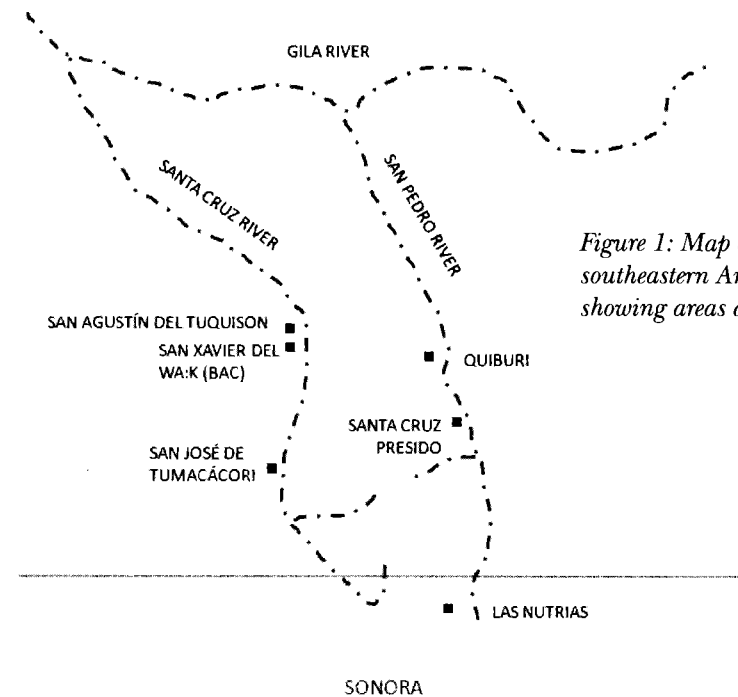 GILA RIVER
SANTA CRUZ RIVER
SAN PEDRO RIVER
Figure 1: Map
southeastern Ar
showing areas
SAN AGUSTÍN DEL TUQUISON
SAN XAVIER DEL
WA:K (BAC)
QUIBURI
SANTA CRUZ
PRESIDO
SAN JOSÉ DE
TUMACÁCORI
LAS NUTRIAS
SONORA